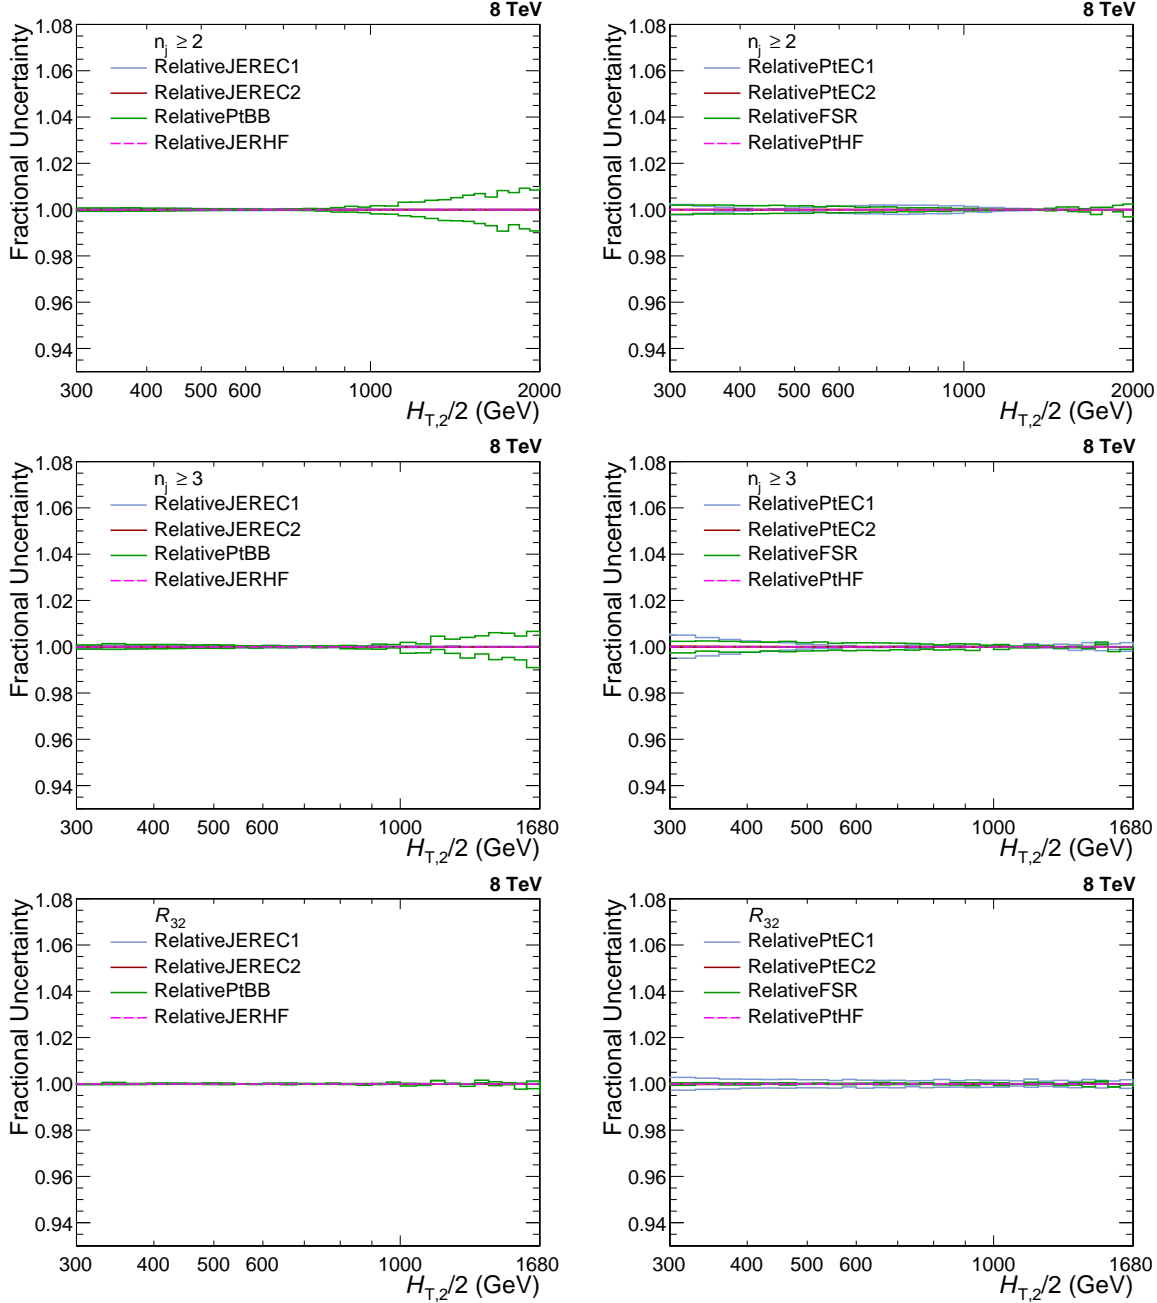 8 TeV
Fractional Uncertainty
1.08
1.06
1.04
1.02
1.00
0.98
0.96
0.94
n_j ≥ 2
RelativeJEREC1
RelativeJEREC2
RelativePtBB
RelativeJERHF
300 400 500 600 1000 2000
H_T,2/2 (GeV)
8 TeV
Fractional Uncertainty
1.08
1.06
1.04
1.02
1.00
0.98
0.96
0.94
n_j ≥ 2
RelativePtEC1
RelativePtEC2
RelativeFSR
RelativePtHF
300 400 500 600 1000 2000
H_T,2/2 (GeV)
8 TeV
Fractional Uncertainty
1.08
1.06
1.04
1.02
1.00
0.98
0.96
0.94
n_j ≥ 3
RelativeJEREC1
RelativeJEREC2
RelativePtBB
RelativeJERHF
300 400 500 600 1000 1680
H_T,2/2 (GeV)
8 TeV
Fractional Uncertainty
1.08
1.06
1.04
1.02
1.00
0.98
0.96
0.94
n_j ≥ 3
RelativePtEC1
RelativePtEC2
RelativeFSR
RelativePtHF
300 400 500 600 1000 1680
H_T,2/2 (GeV)
8 TeV
Fractional Uncertainty
1.08
1.06
1.04
1.02
1.00
0.98
0.96
0.94
R_32
RelativeJEREC1
RelativeJEREC2
RelativePtBB
RelativeJERHF
300 400 500 600 1000 1680
H_T,2/2 (GeV)
8 TeV
Fractional Uncertainty
1.08
1.06
1.04
1.02
1.00
0.98
0.96
0.94
R_32
RelativePtEC1
RelativePtEC2
RelativeFSR
RelativePtHF
300 400 500 600 1000 1680
H_T,2/2 (GeV)